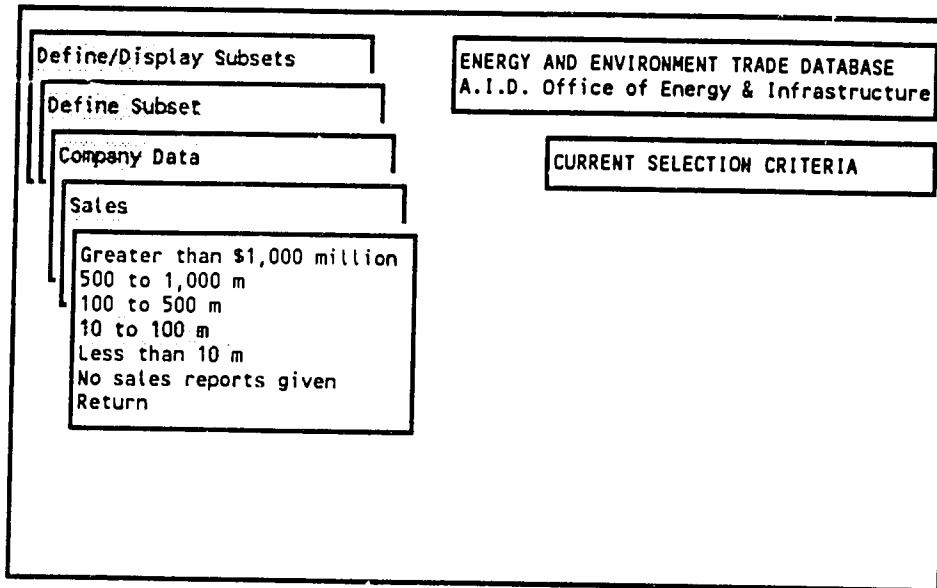 Define/Display Subsets
Define Subset
Company Data
Sales
Greater than $1,000 million
500 to 1,000 m
100 to 500 m
10 to 100 m
Less than 10 m
No sales reports given
Return
ENERGY AND ENVIRONMENT TRADE DATABASE
A.I.D. Office of Energy & Infrastructure
CURRENT SELECTION CRITERIA